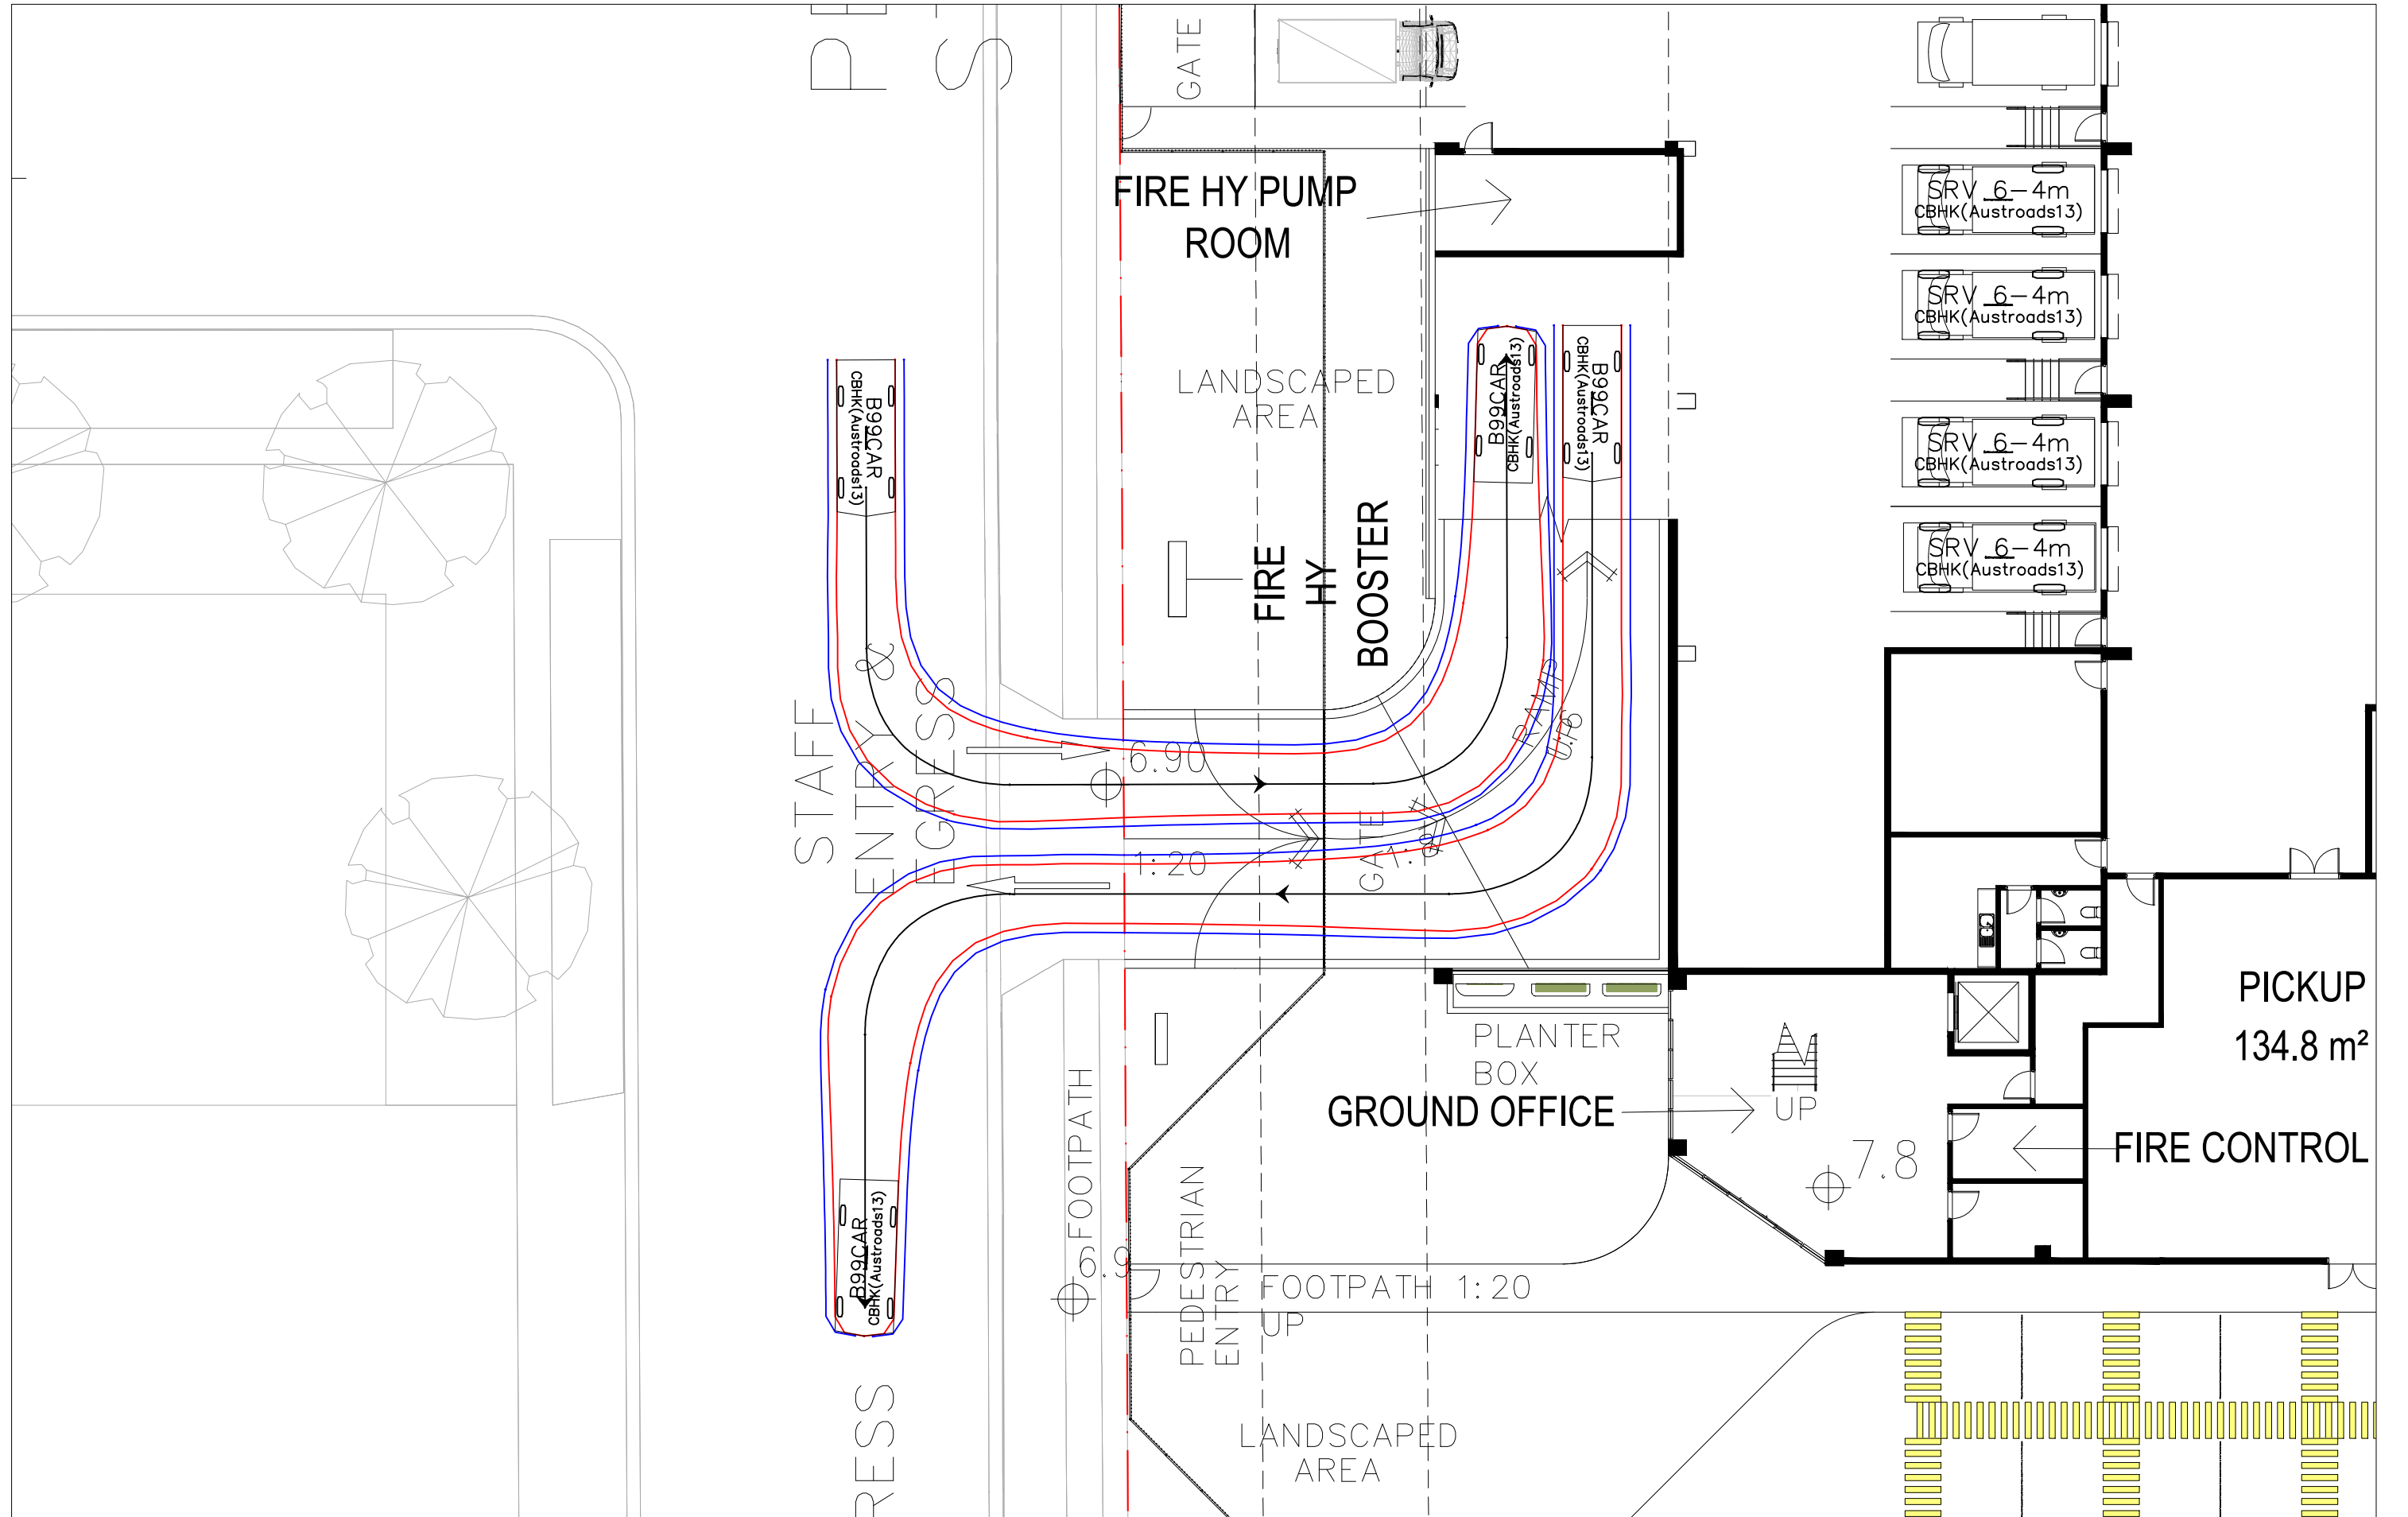 PE
ST
GATE
FIRE HY PUMP
ROOM
SRV 6-4m
CBHK(Austroads13)
SRV 6-4m
CBHK(Austroads13)
SRV 6-4m
CBHK(Austroads13)
SRV 6-4m
CBHK(Austroads13)
LANDSCAPED
AREA
B99CAR
CBHK(Austroads13)
B99CAR
CBHK(Austroads13)
B99CAR
CBHK(Austroads13)
FIRE
HY
BOOSTER
STAFF
ENTRY &
EGRESS
6.90
RAMP
UP
1:20
GATE
1:8
PICKUP
134.8 m²
PLANTER
BOX
GROUND OFFICE
UP
FOOTPATH
7.8
FIRE CONTROL
B99CAR
CBHK(Austroads13)
6.9
PEDESTRIAN
ENTRY
FOOTPATH 1:20
UP
RESS
LANDSCAPED
AREA